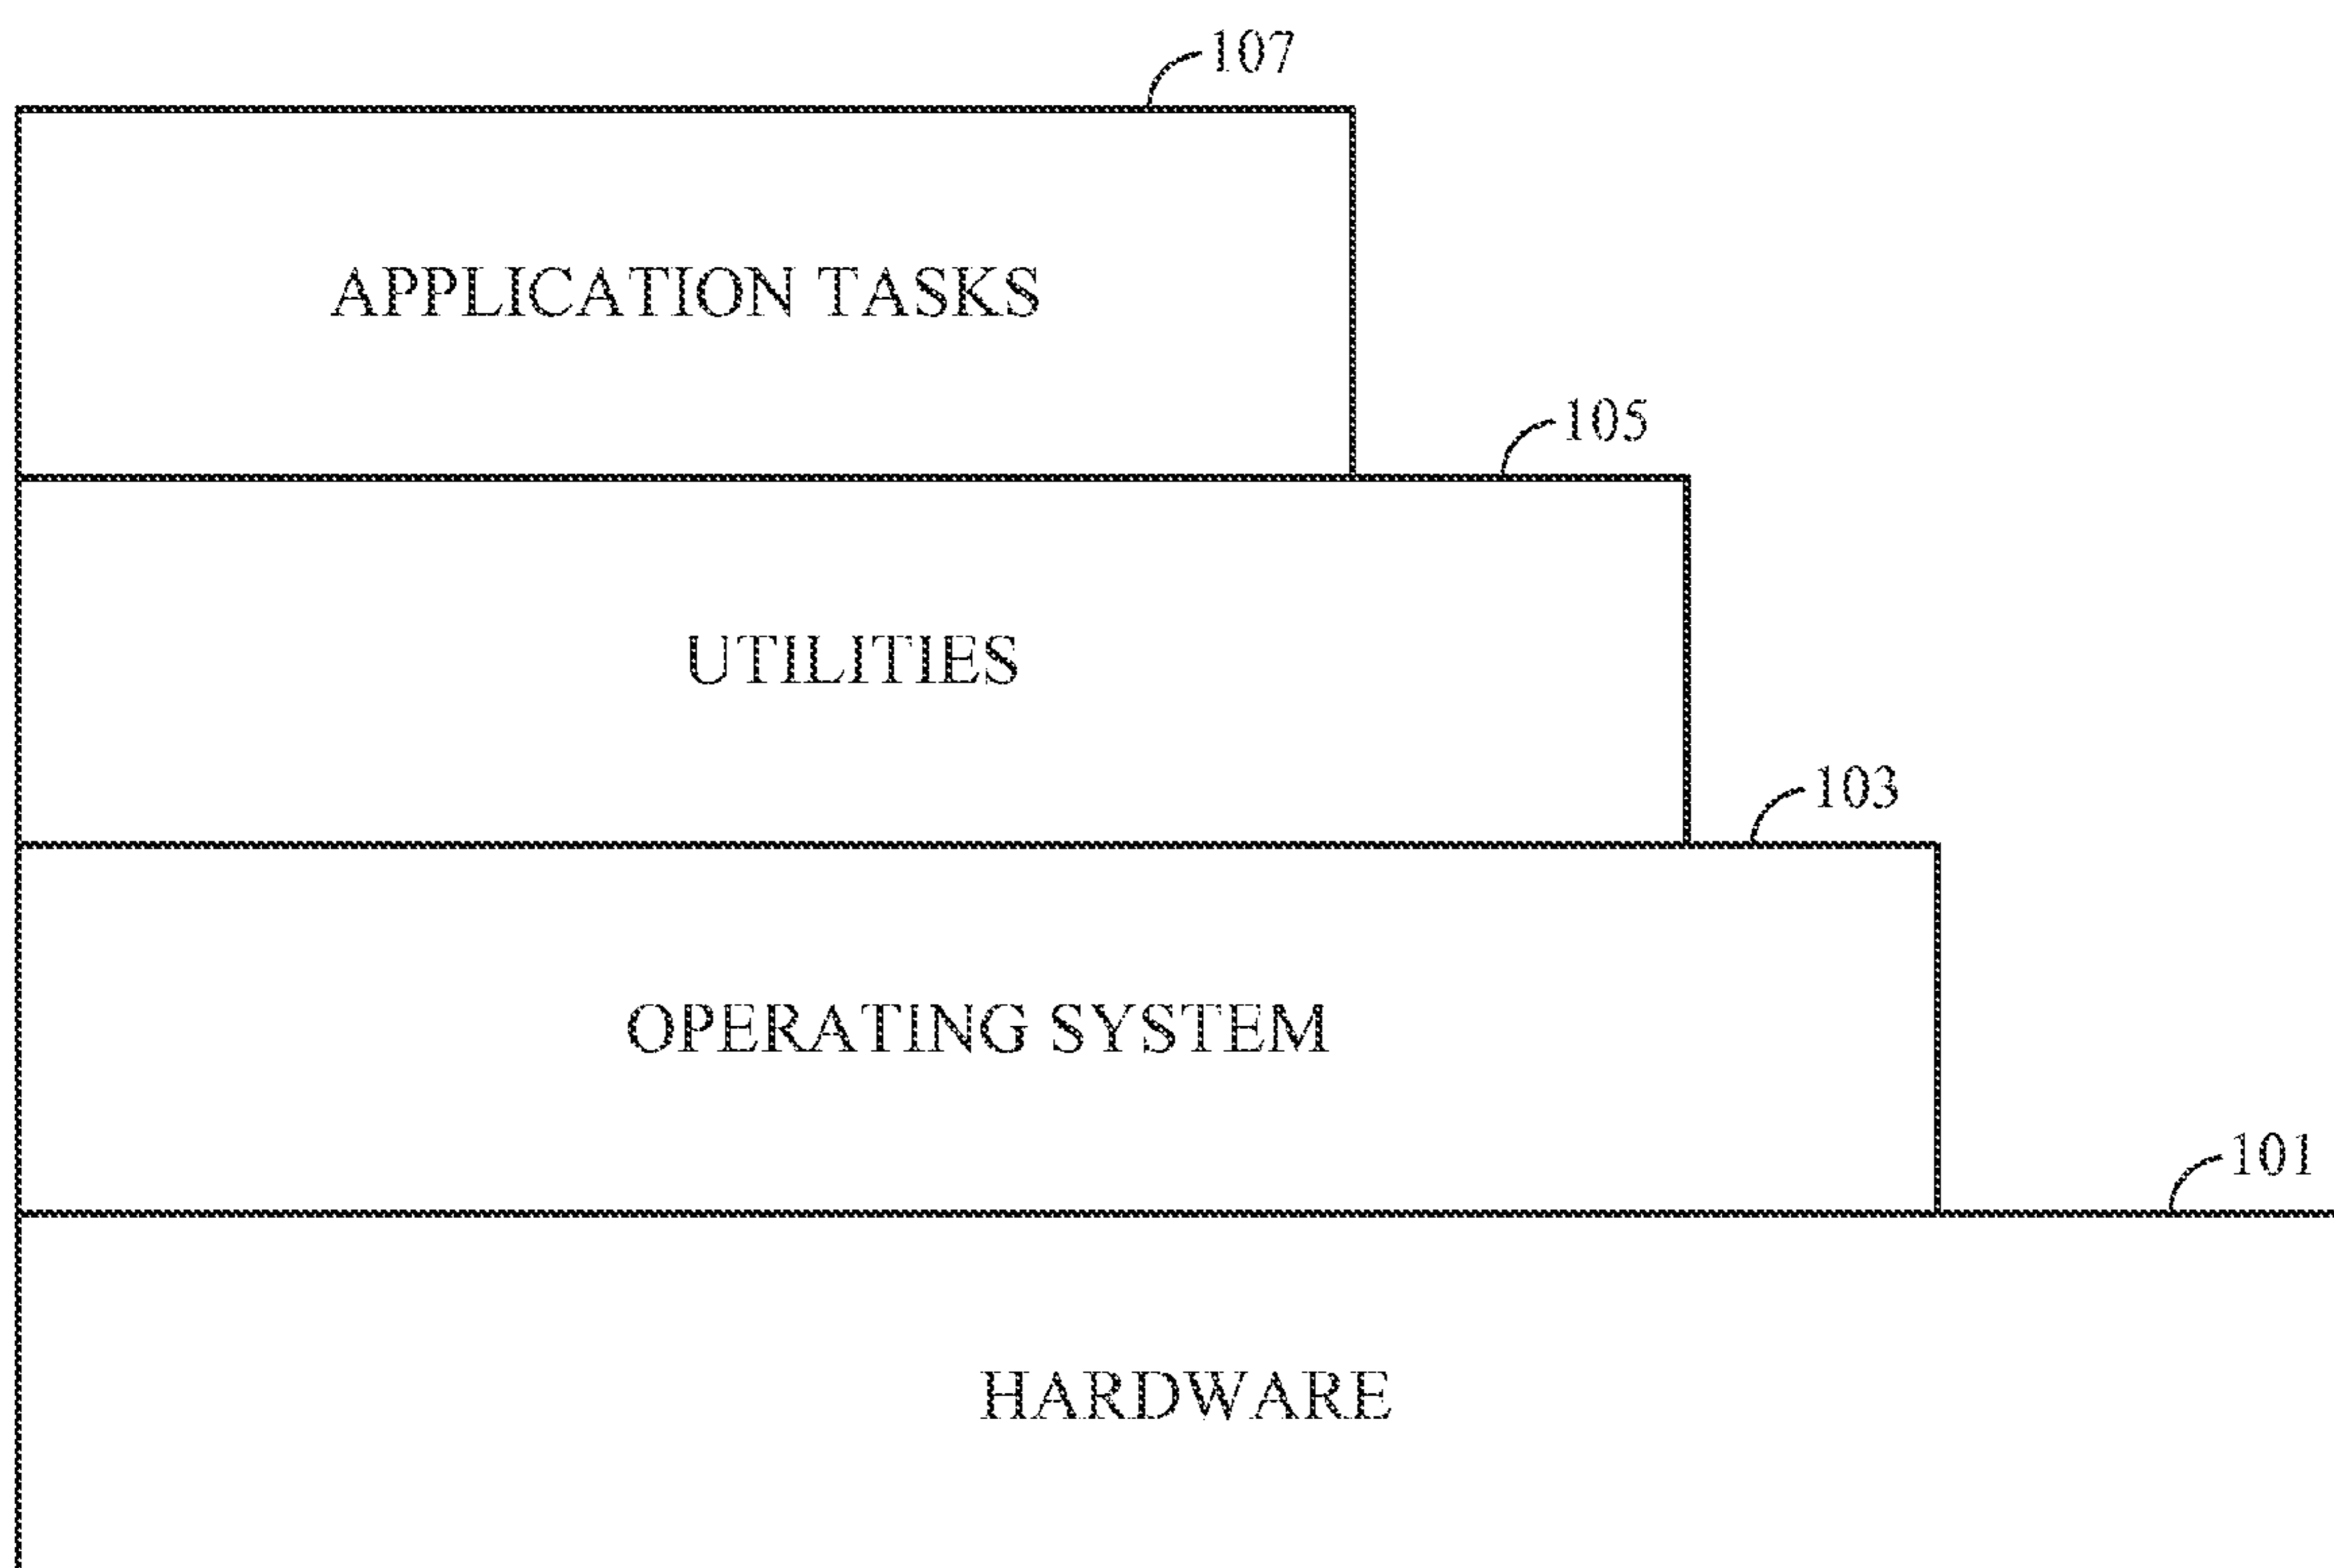 107
APPLICATION TASKS
105
UTILITIES
103
OPERATING SYSTEM
101
HARDWARE